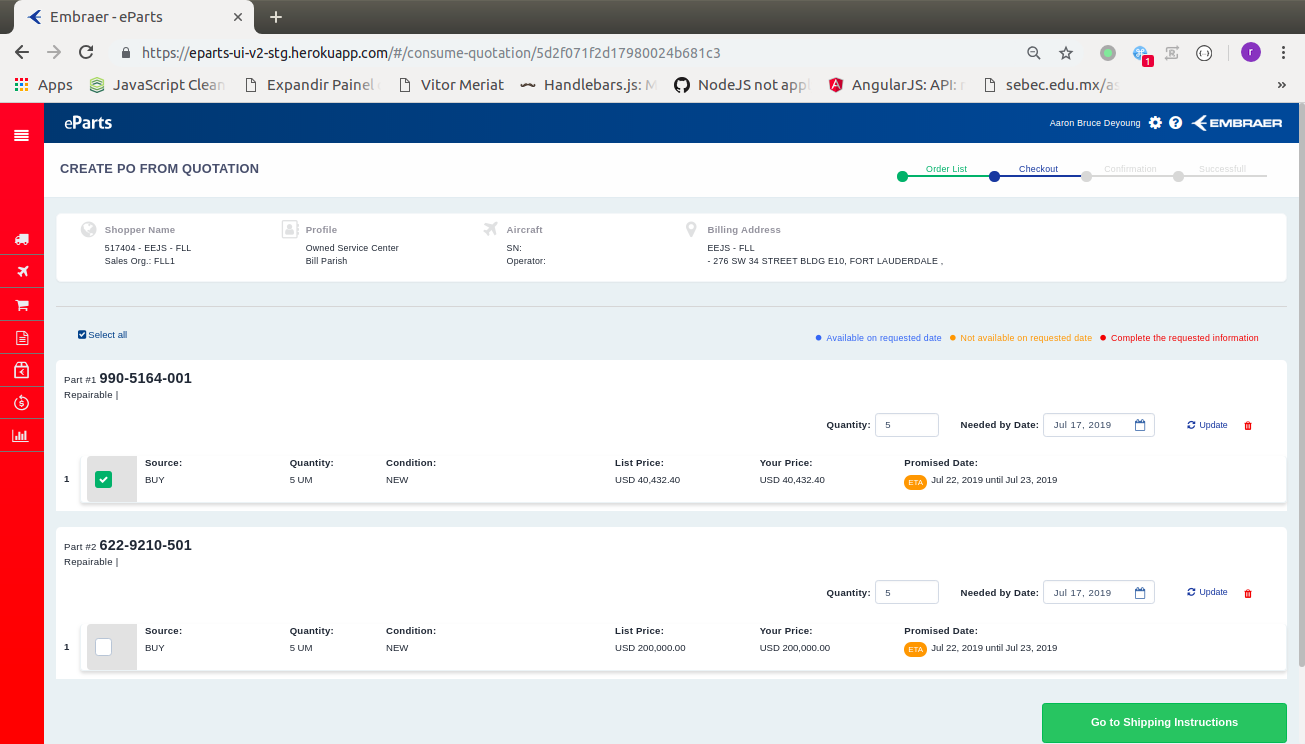 Embraer - eParts
https://eparts-ui-v2-stg.herokuapp.com/#/consume-quotation/5d2f071f2d17980024b681c3
1
r
Apps
JavaScript Clean
Expandir Painel
Vitor Meriat
Handlebars.js: M
NodeJS not appl
AngularJS: API:
sebec.edu.mx/as
»
eParts
Aaron Bruce Deyoung
EMBRAER
CREATE PO FROM QUOTATION
Order List
Checkout
Confirmation
Successfull
Shopper Name
517404 - EEJS - FLL
Sales Org.: FLL1
Profile
Owned Service Center
Bill Parish
Aircraft
SN:
Operator:
Billing Address
EEJS - FLL
- 276 SW 34 STREET BLDG E10, FORT LAUDERDALE ,
Select all
Available on requested date
Not available on requested date
Complete the requested information
Part #1 990-5164-001
Repairable |
Quantity: 5
Needed by Date: Jul 17, 2019
Update
1
Source: Quantity: Condition: List Price: Your Price: Promised Date:
BUY 5 UM NEW USD 40,432.40 USD 40,432.40 ETA Jul 22, 2019 until Jul 23, 2019
Part #2 622-9210-501
Repairable |
Quantity: 5
Needed by Date: Jul 17, 2019
Update
1
Source: Quantity: Condition: List Price: Your Price: Promised Date:
BUY 5 UM NEW USD 200,000.00 USD 200,000.00 ETA Jul 22, 2019 until Jul 23, 2019
Go to Shipping Instructions